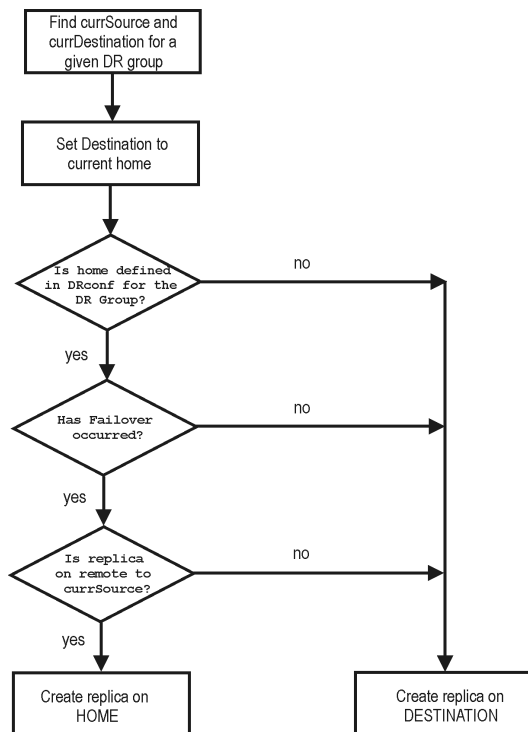 Find currSource and
currDestination for a
given DR group
Set Destination to
current home
Is home defined
in DRconf for the
DR Group?
no
yes
Has Failover
occurred?
no
yes
Is replica
on remote to
currSource?
no
yes
Create replica on
HOME
Create replica on
DESTINATION